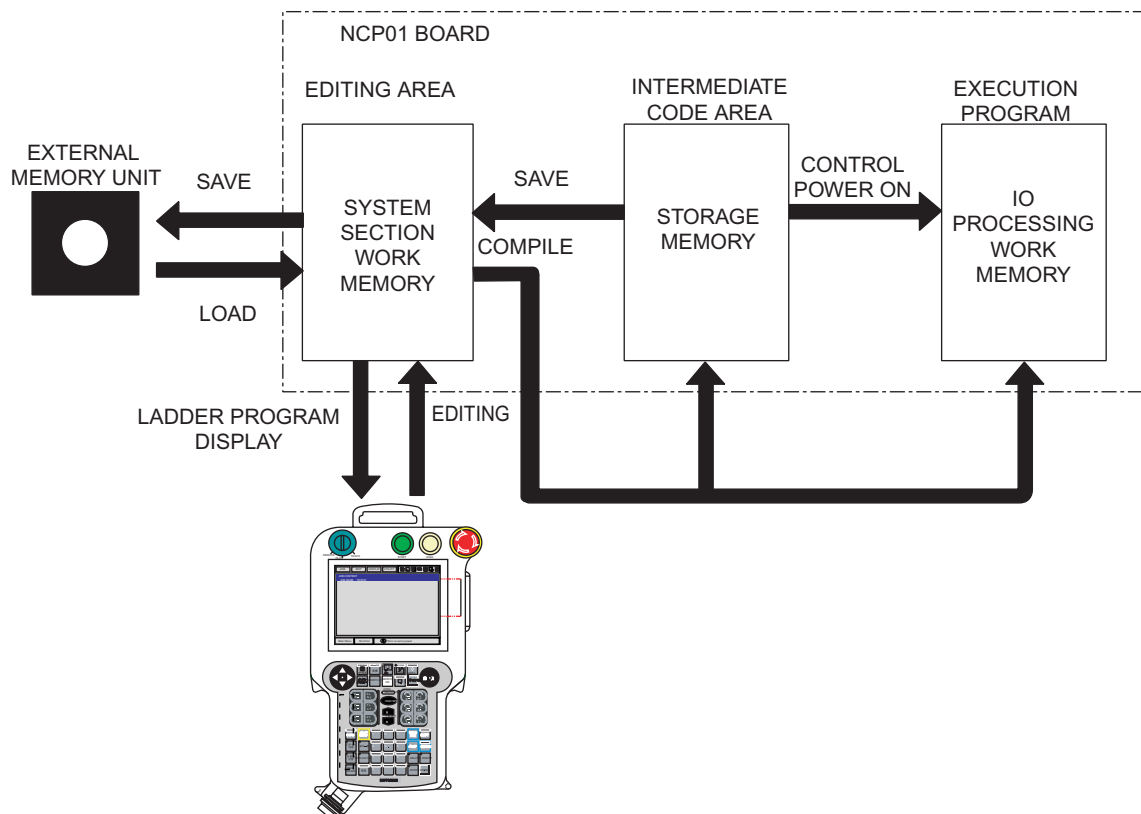 NCP01 BOARD
EDITING AREA
INTERMEDIATE
CODE AREA
EXECUTION
PROGRAM
EXTERNAL
MEMORY UNIT
SAVE
LOAD
SYSTEM
SECTION
WORK
MEMORY
SAVE
COMPILE
STORAGE
MEMORY
CONTROL
POWER ON
IO
PROCESSING
WORK
MEMORY
LADDER PROGRAM
DISPLAY
EDITING